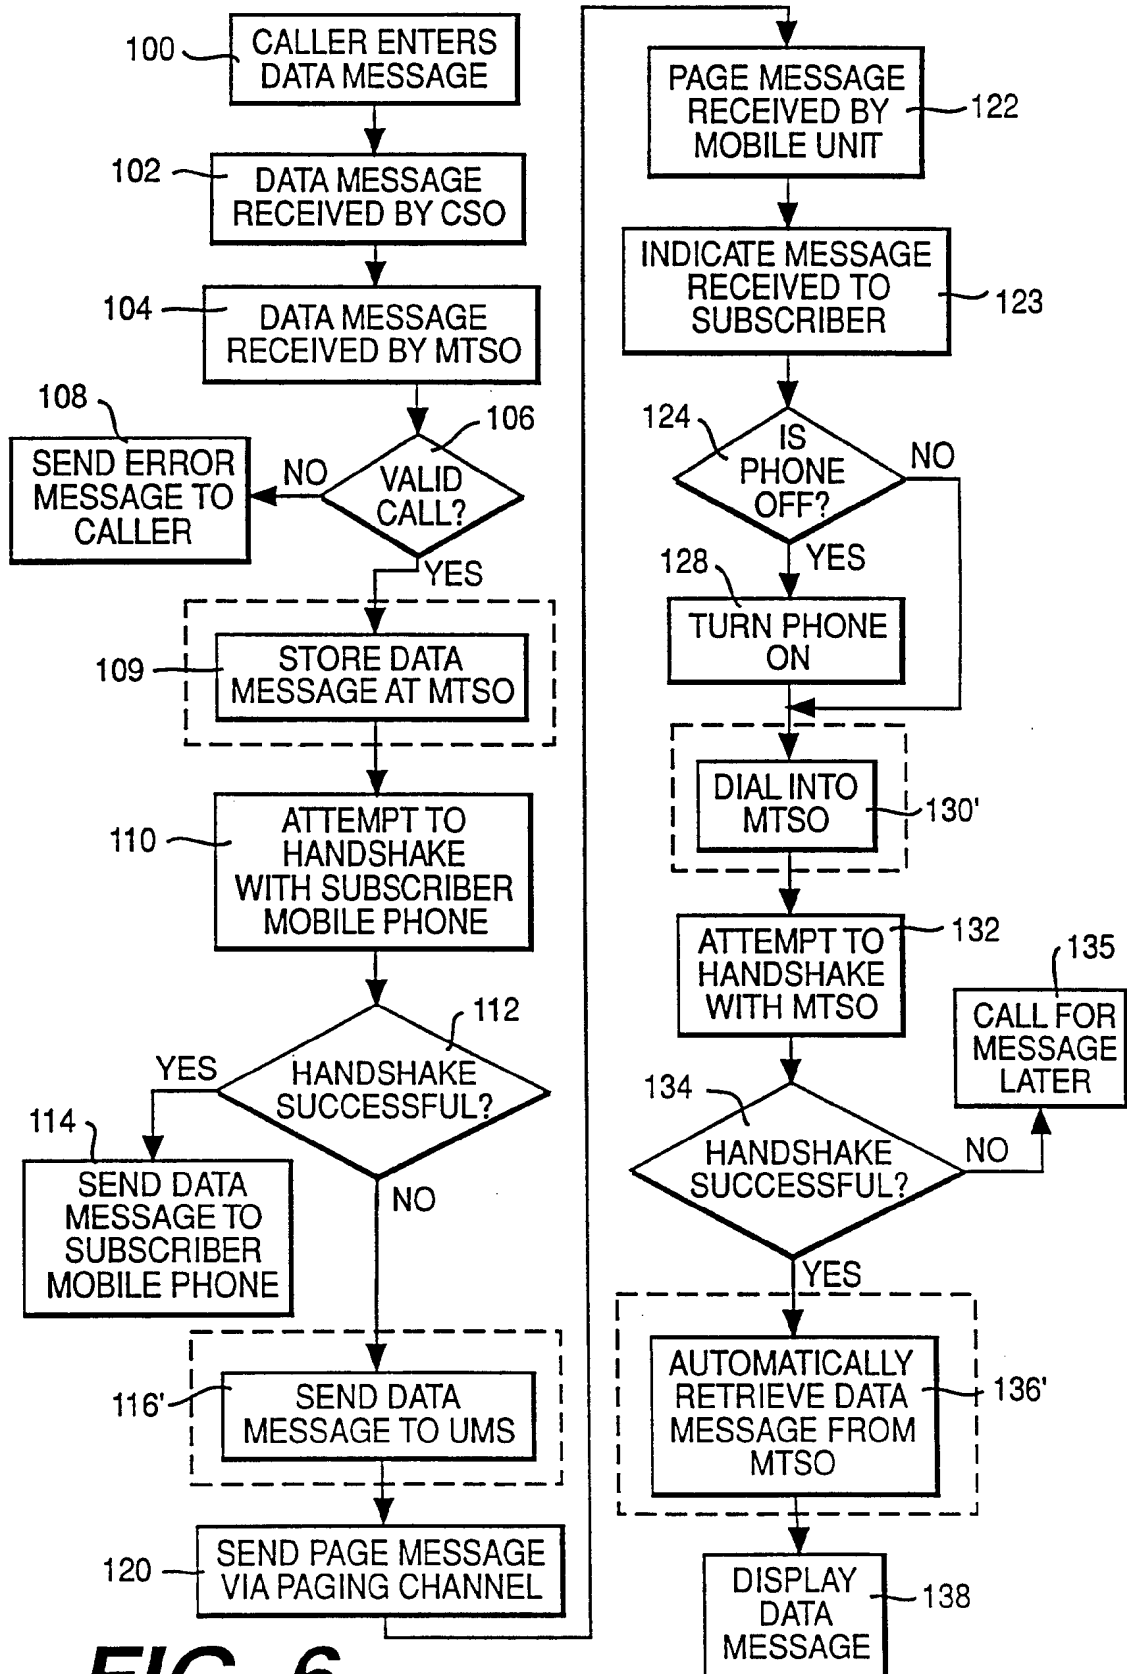 100
CALLER ENTERS
DATA MESSAGE
102
DATA MESSAGE
RECEIVED BY CSO
104
DATA MESSAGE
RECEIVED BY MTSO
106
VALID
CALL?
NO
108
SEND ERROR
MESSAGE TO
CALLER
YES
109
STORE DATA
MESSAGE AT MTSO
110
ATTEMPT TO
HANDSHAKE
WITH SUBSCRIBER
MOBILE PHONE
112
HANDSHAKE
SUCCESSFUL?
YES
114
SEND DATA
MESSAGE TO
SUBSCRIBER
MOBILE PHONE
NO
116'
SEND DATA
MESSAGE TO UMS
120
SEND PAGE MESSAGE
VIA PAGING CHANNEL
PAGE MESSAGE
RECEIVED BY
MOBILE UNIT
122
INDICATE MESSAGE
RECEIVED TO
SUBSCRIBER
123
124
IS
PHONE
OFF?
NO
YES
128
TURN PHONE
ON
DIAL INTO
MTSO
130'
ATTEMPT TO
HANDSHAKE
WITH MTSO
132
134
HANDSHAKE
SUCCESSFUL?
NO
135
CALL FOR
MESSAGE
LATER
YES
AUTOMATICALLY
RETRIEVE DATA
MESSAGE FROM
MTSO
136'
DISPLAY
DATA
MESSAGE
138
FIG. 6